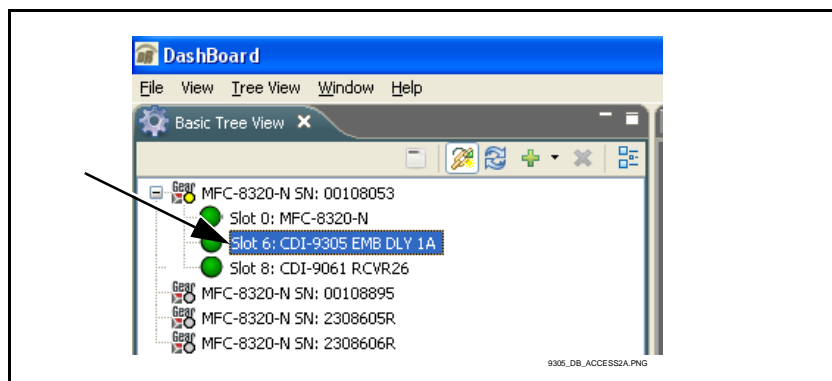 DashBoard
File View Tree View Window Help
Basic Tree View
MFC-8320-N SN: 00108053
Slot 0: MFC-8320-N
Slot 6: CDI-9305 EMB DLY 1A
Slot 8: CDI-9061 RCVR26
MFC-8320-N SN: 00108895
MFC-8320-N SN: 2308605R
MFC-8320-N SN: 2308606R
9305_DB_ACCESS2A.PNG